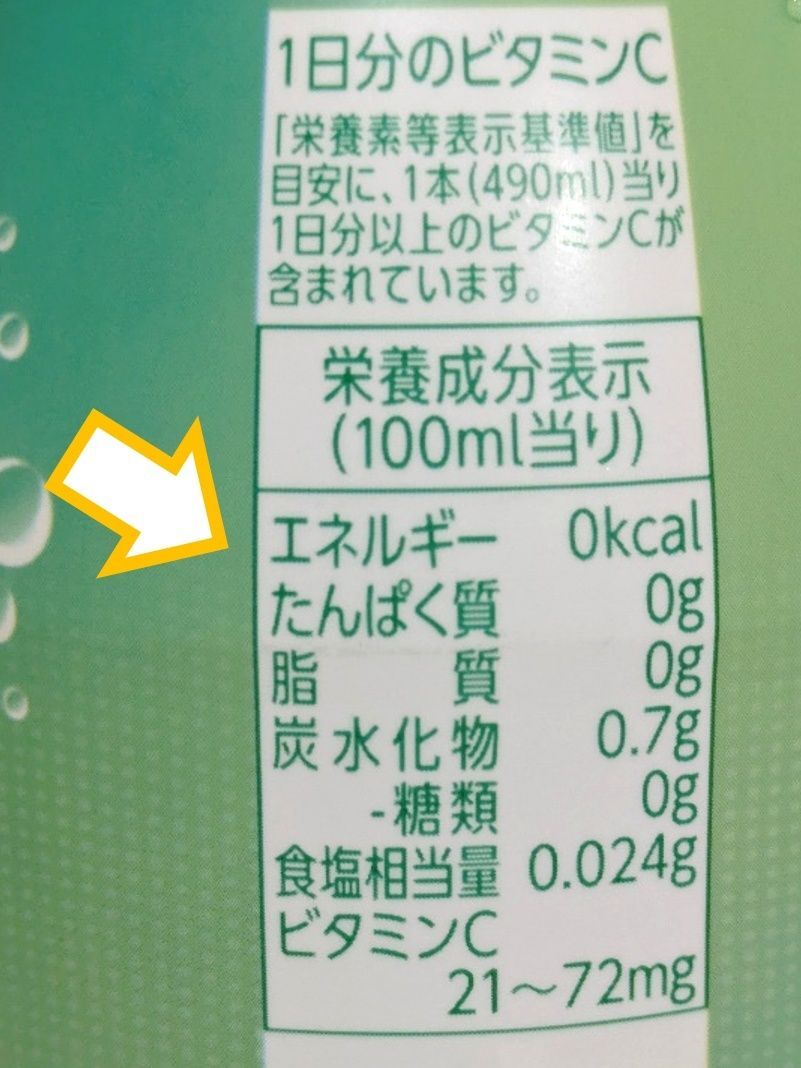 1日分のビタミンC
「栄養素等表示基準値」を
目安に、1本(490ml)当り
1日分以上のビタミンCが
含まれています。
栄養成分表示
(100ml当り)
エネルギー 0kcal
たんぱく質 0g
脂質 0g
炭水化物 0.7g
-糖類 0g
食塩相当量 0.024g
ビタミンC
21～72mg